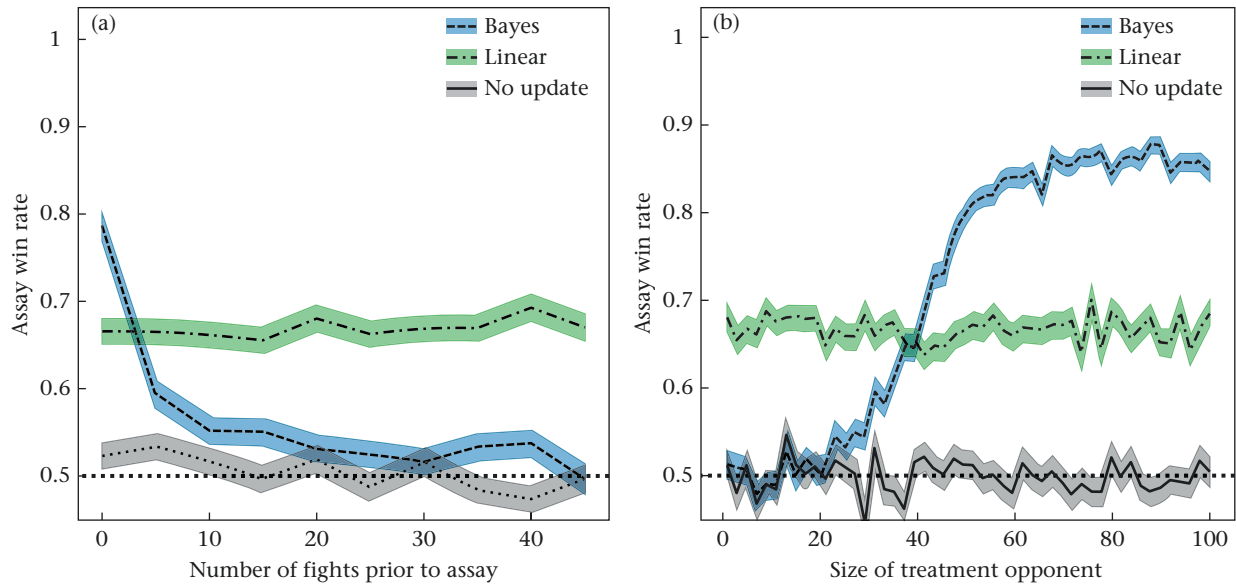 (a)
Bayes
Linear
No update
1
0.9
0.8
0.7
0.6
0.5
Assay win rate
0
10
20
30
40
Number of fights prior to assay
(b)
Bayes
Linear
No update
1
0.9
0.8
0.7
0.6
0.5
Assay win rate
0
20
40
60
80
100
Size of treatment opponent